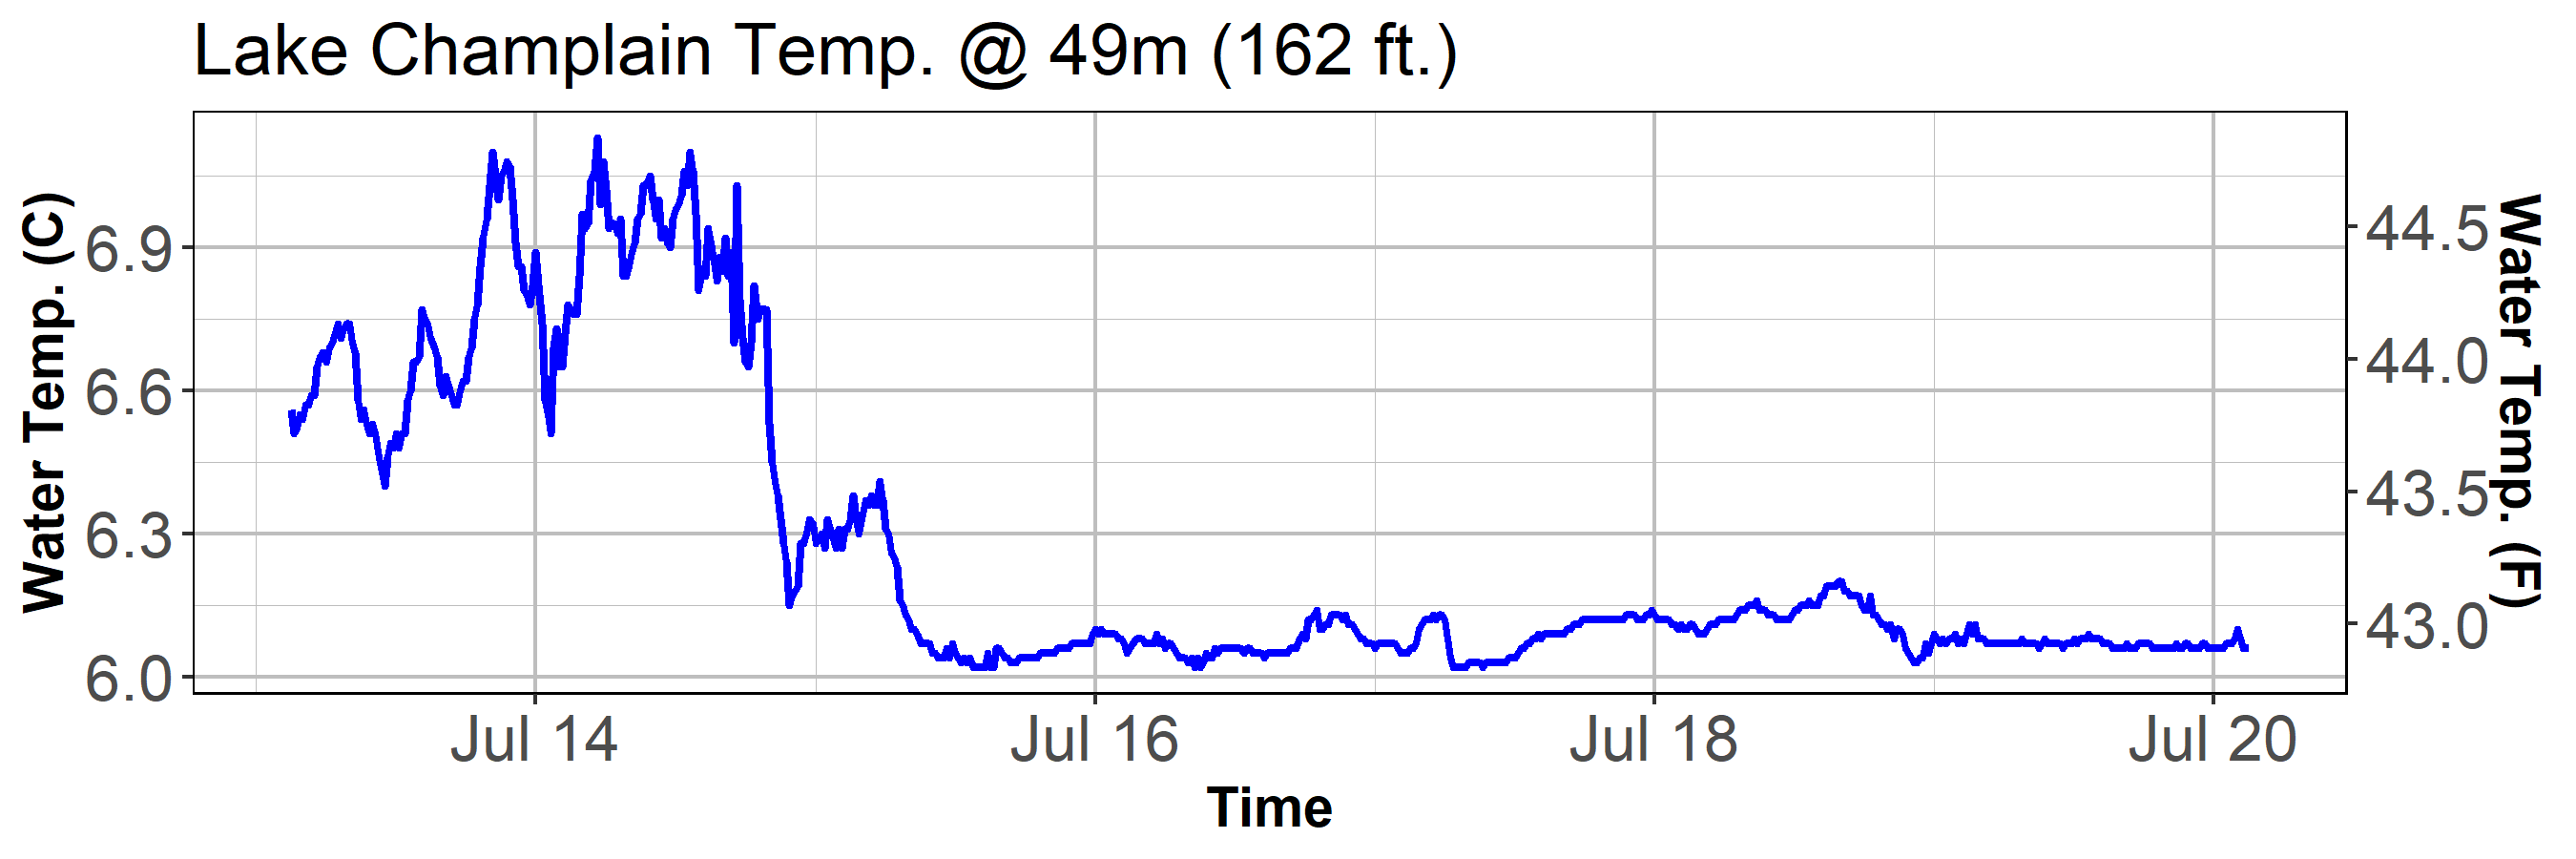 Lake Champlain Temp. @ 49m (162 ft.)
Water Temp. (C)
6.9
6.6
6.3
6.0
44.5
44.0
43.5
43.0
Water Temp. (F)
Jul 14
Jul 16
Jul 18
Jul 20
Time